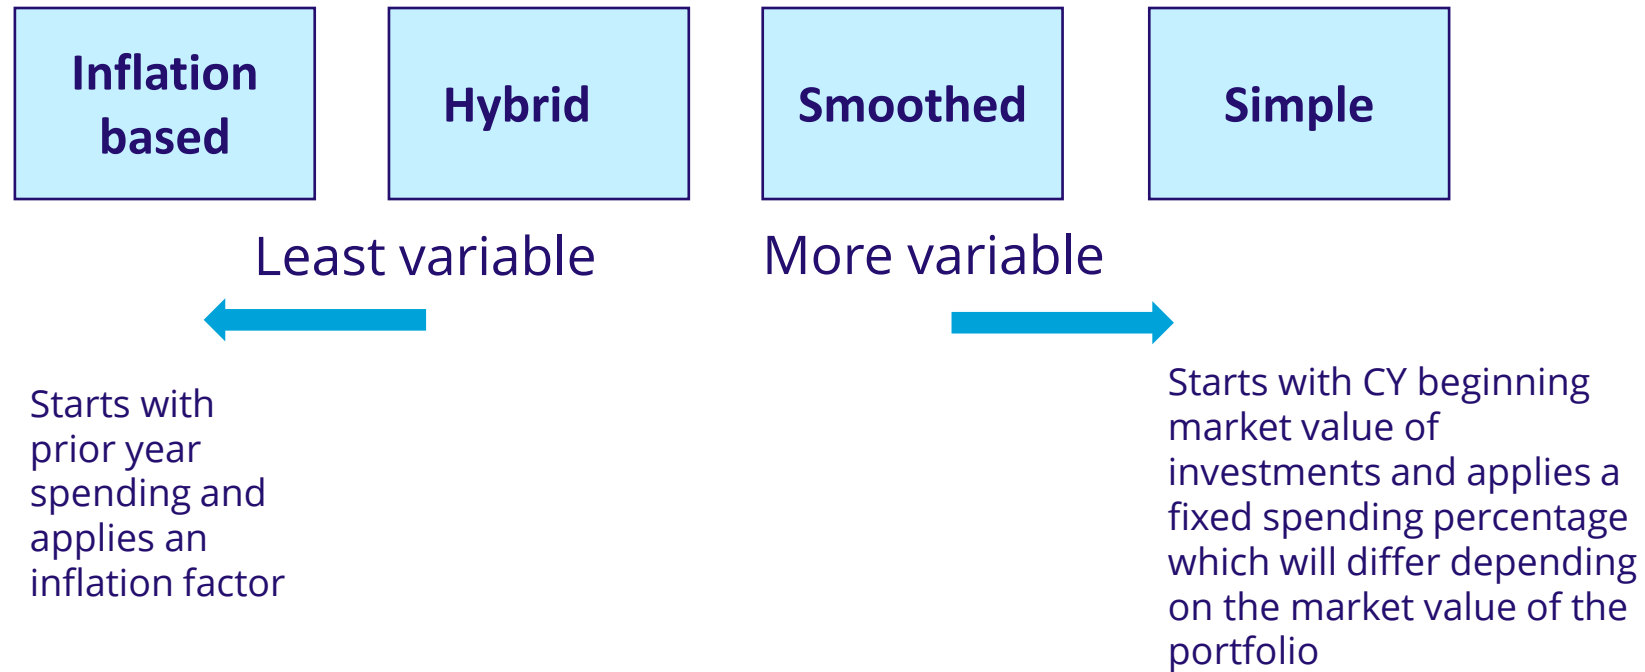 Inflation
based
Hybrid
Smoothed
Simple
Least variable
More variable
Starts with
prior year
spending and
applies an
inflation factor
Starts with CY beginning
market value of
investments and applies a
fixed spending percentage
which will differ depending
on the market value of the
portfolio